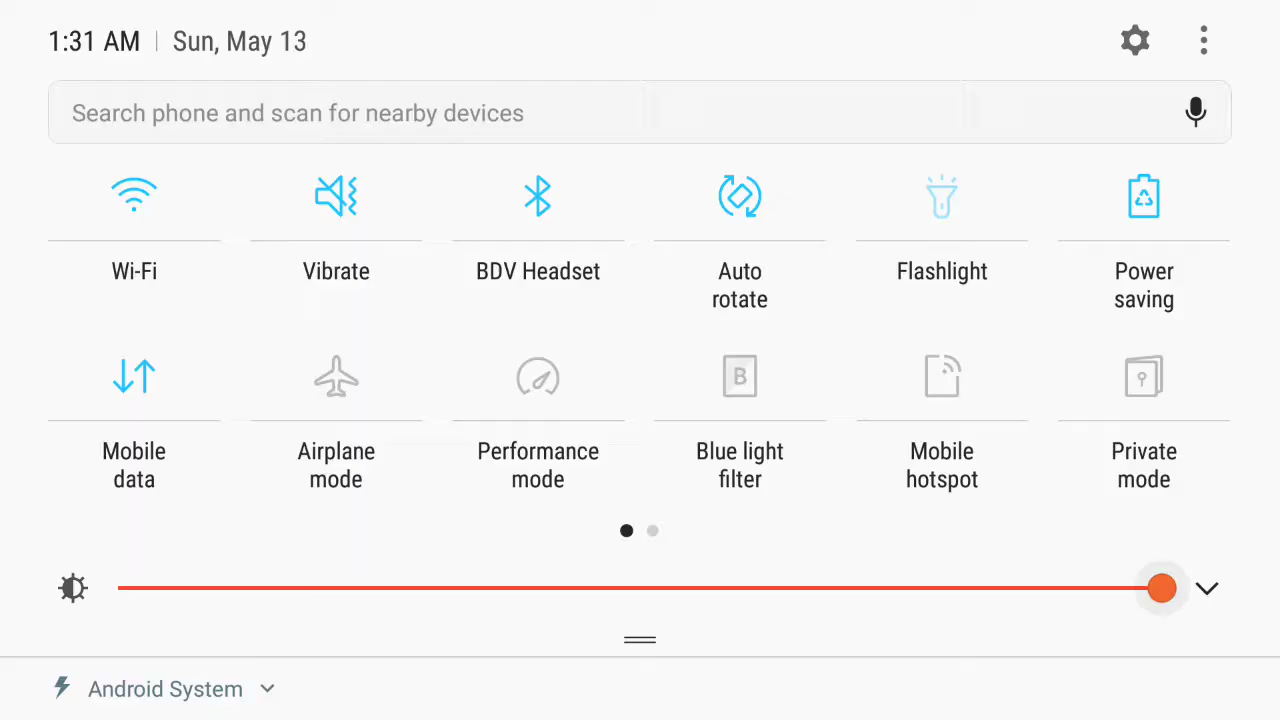 1:31 AM | Sun, May 13
Search phone and scan for nearby devices
Wi-Fi
Vibrate
BDV Headset
Auto
rotate
Flashlight
Power
saving
Mobile
data
Airplane
mode
Performance
mode
B
Blue light
filter
Mobile
hotspot
Private
mode
Android System